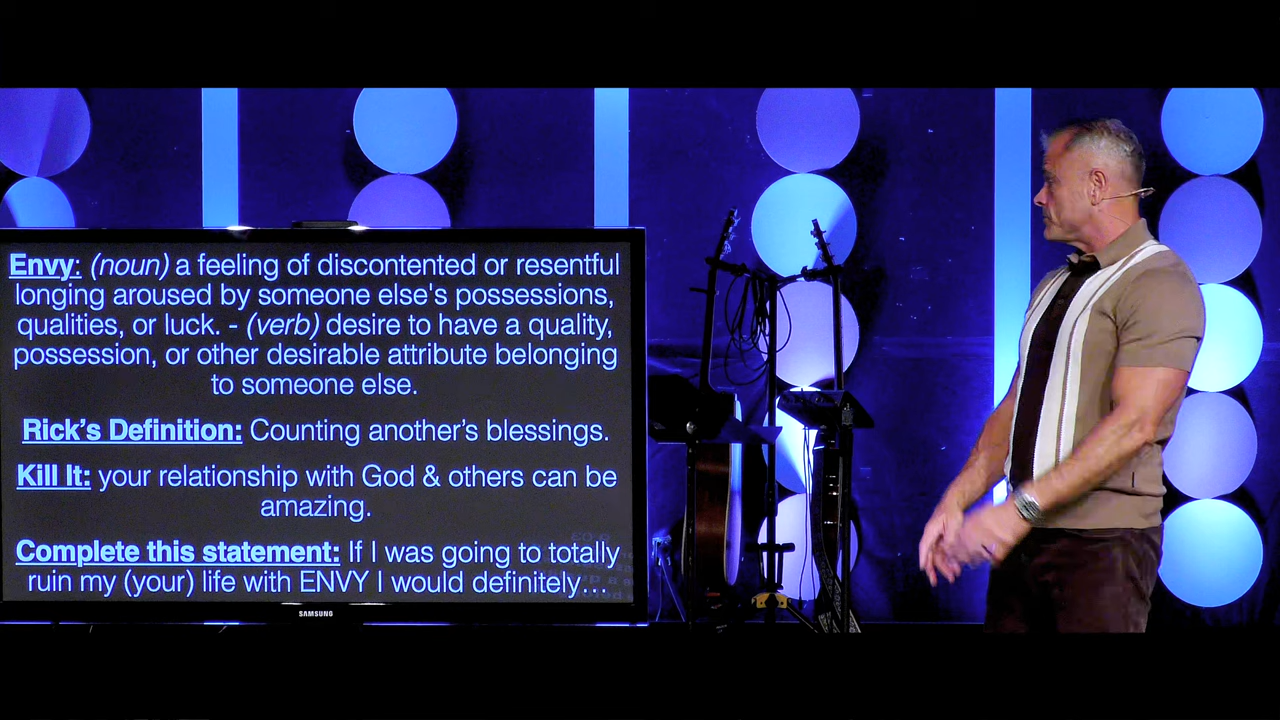 Envy: (noun) a feeling of discontented or resentful
longing aroused by someone else's possessions,
qualities, or luck. - (verb) desire to have a quality,
possession, or other desirable attribute belonging
to someone else.
Rick’s Definition: Counting another’s blessings.
Kill It: your relationship with God & others can be
amazing.
Complete this statement: If I was going to totally
ruin my (your) life with ENVY I would definitely…
SAMSUNG